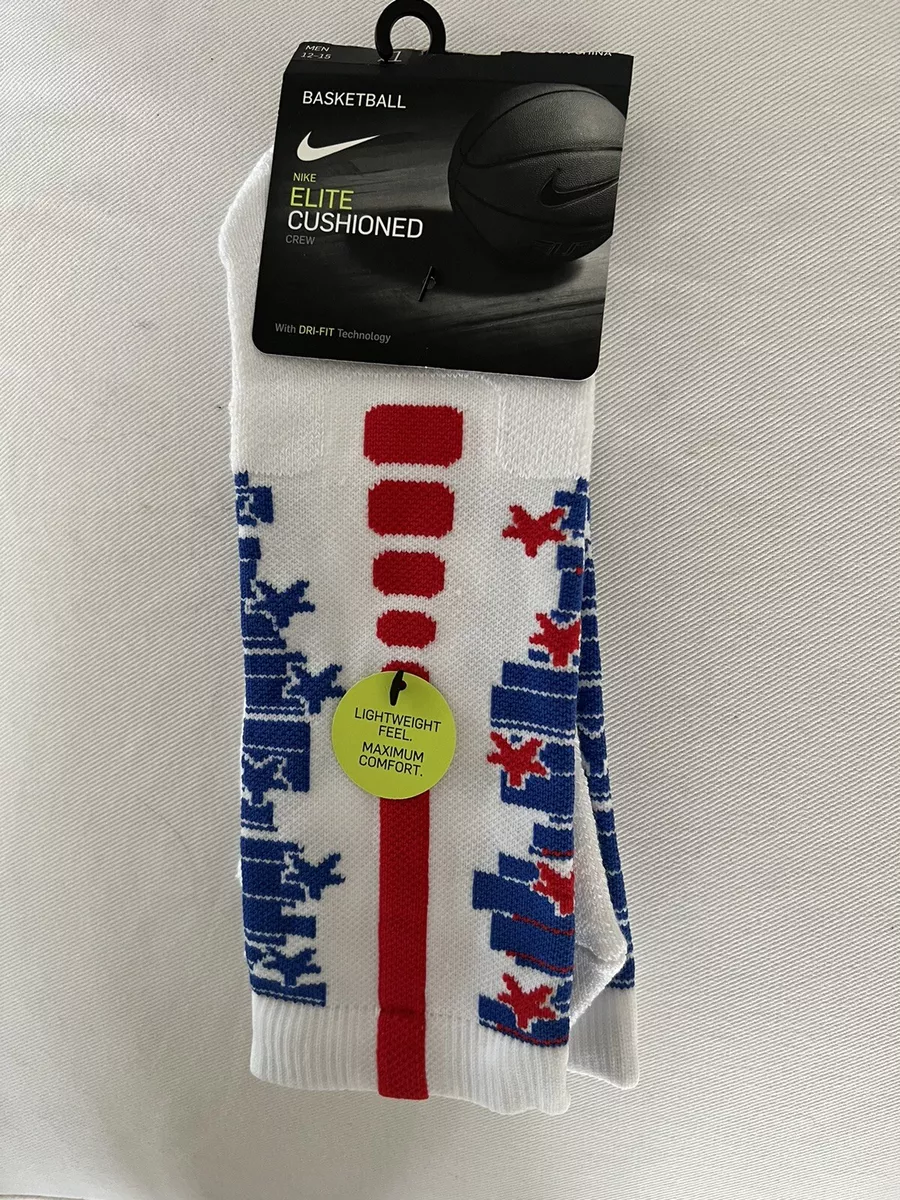 MEN
12-15
BASKETBALL
NIKE
ELITE
CUSHIONED
CREW
With DRI-FIT Technology
LIGHTWEIGHT
FEEL.
MAXIMUM
COMFORT.